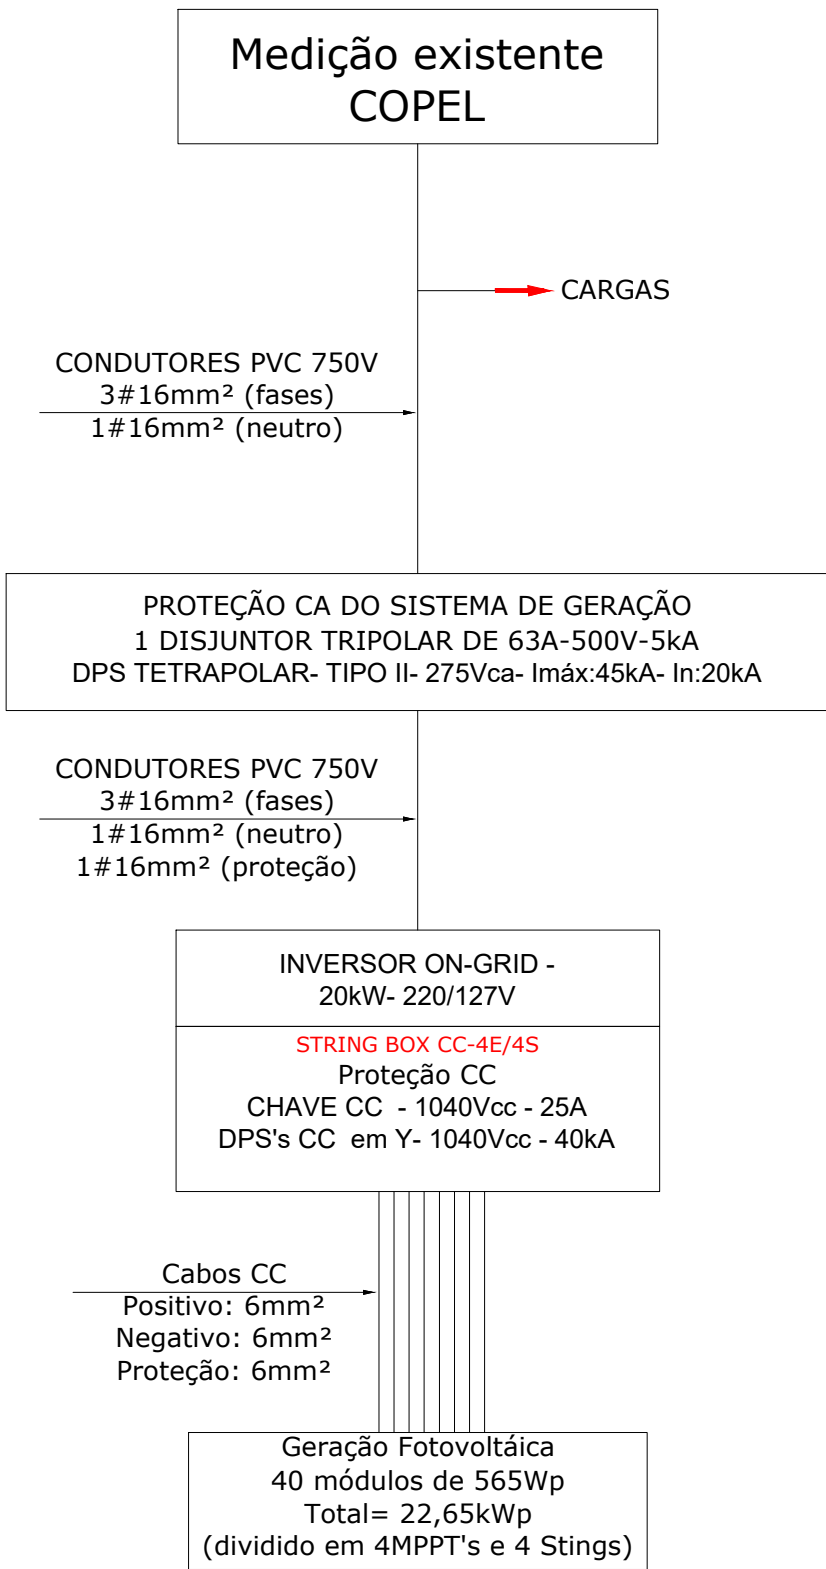 Medição existente
COPEL
CARGAS
CONDUTORES PVC 750V
3#16mm² (fases)
1#16mm² (neutro)
PROTEÇÃO CA DO SISTEMA DE GERAÇÃO
1 DISJUNTOR TRIPOLAR DE 63A-500V-5kA
DPS TETRAPOLAR- TIPO II- 275Vca- Imáx:45kA- In:20kA
CONDUTORES PVC 750V
3#16mm² (fases)
1#16mm² (neutro)
1#16mm² (proteção)
INVERSOR ON-GRID -
20kW- 220/127V
STRING BOX CC-4E/4S
Proteção CC
CHAVE CC - 1040Vcc - 25A
DPS's CC em Y- 1040Vcc - 40kA
Cabos CC
Positivo: 6mm²
Negativo: 6mm²
Proteção: 6mm²
Geração Fotovoltáica
40 módulos de 565Wp
Total= 22,65kWp
(dividido em 4MPPT's e 4 Stings)